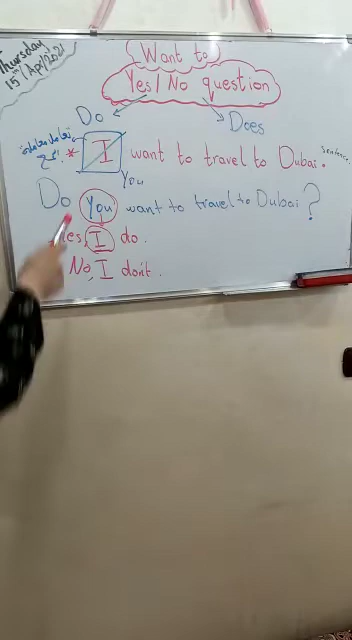 Thursday
15th/Apr/2021
Want to
Yes/No question
Do
Does
* I want to travel to Dubai. sentence.
You
Do You want to travel to Dubai?
Yes, I do.
No, I don't.